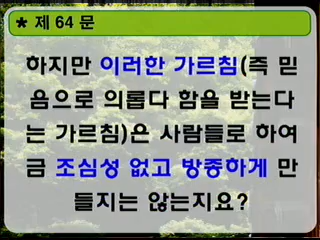 * 제 64 문
하지만 이러한 가르침(즉 믿
음으로 의롭다 함을 받는다
는 가르침)은 사람들로 하여
금 조심성 없고 방종하게 만
들지는 않는지요?